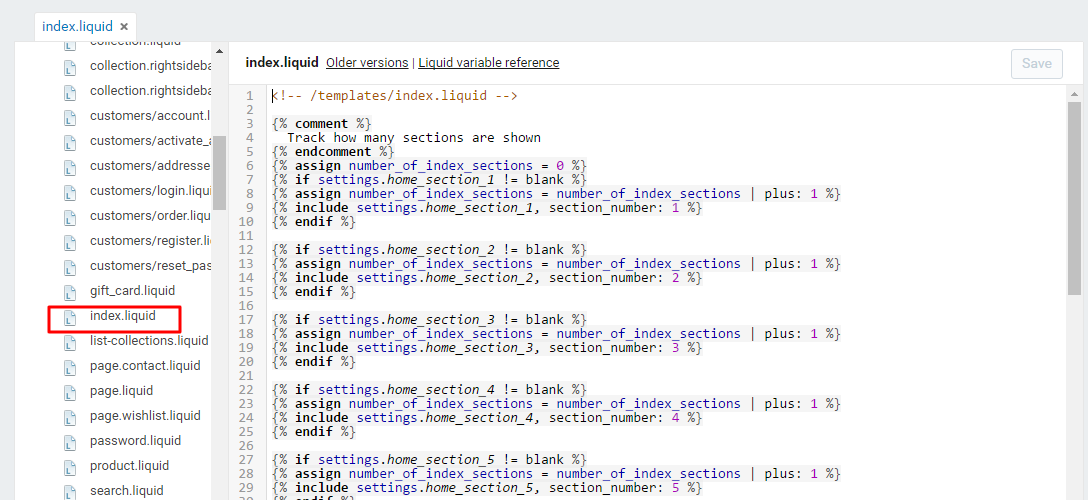 index.liquid ×
collection.liquid
collection.rightsideba
collection.rightsideba
customers/account.l
customers/activate_a
customers/addresse
customers/login.liqui
customers/order.liqu
customers/register.li
customers/reset_pas
gift_card.liquid
index.liquid
list-collections.liquid
page.contact.liquid
page.liquid
page.wishlist.liquid
password.liquid
product.liquid
search.liquid
index.liquid Older versions | Liquid variable reference Save
1 <!-- /templates/index.liquid -->
2
3 {% comment %}
4 Track how many sections are shown
5 {% endcomment %}
6 {% assign number_of_index_sections = 0 %}
7 {% if settings.home_section_1 != blank %}
8 {% assign number_of_index_sections = number_of_index_sections | plus: 1 %}
9 {% include settings.home_section_1, section_number: 1 %}
10 {% endif %}
11
12 {% if settings.home_section_2 != blank %}
13 {% assign number_of_index_sections = number_of_index_sections | plus: 1 %}
14 {% include settings.home_section_2, section_number: 2 %}
15 {% endif %}
16
17 {% if settings.home_section_3 != blank %}
18 {% assign number_of_index_sections = number_of_index_sections | plus: 1 %}
19 {% include settings.home_section_3, section_number: 3 %}
20 {% endif %}
21
22 {% if settings.home_section_4 != blank %}
23 {% assign number_of_index_sections = number_of_index_sections | plus: 1 %}
24 {% include settings.home_section_4, section_number: 4 %}
25 {% endif %}
26
27 {% if settings.home_section_5 != blank %}
28 {% assign number_of_index_sections = number_of_index_sections | plus: 1 %}
29 {% include settings.home_section_5, section_number: 5 %}
30 {% endif %}